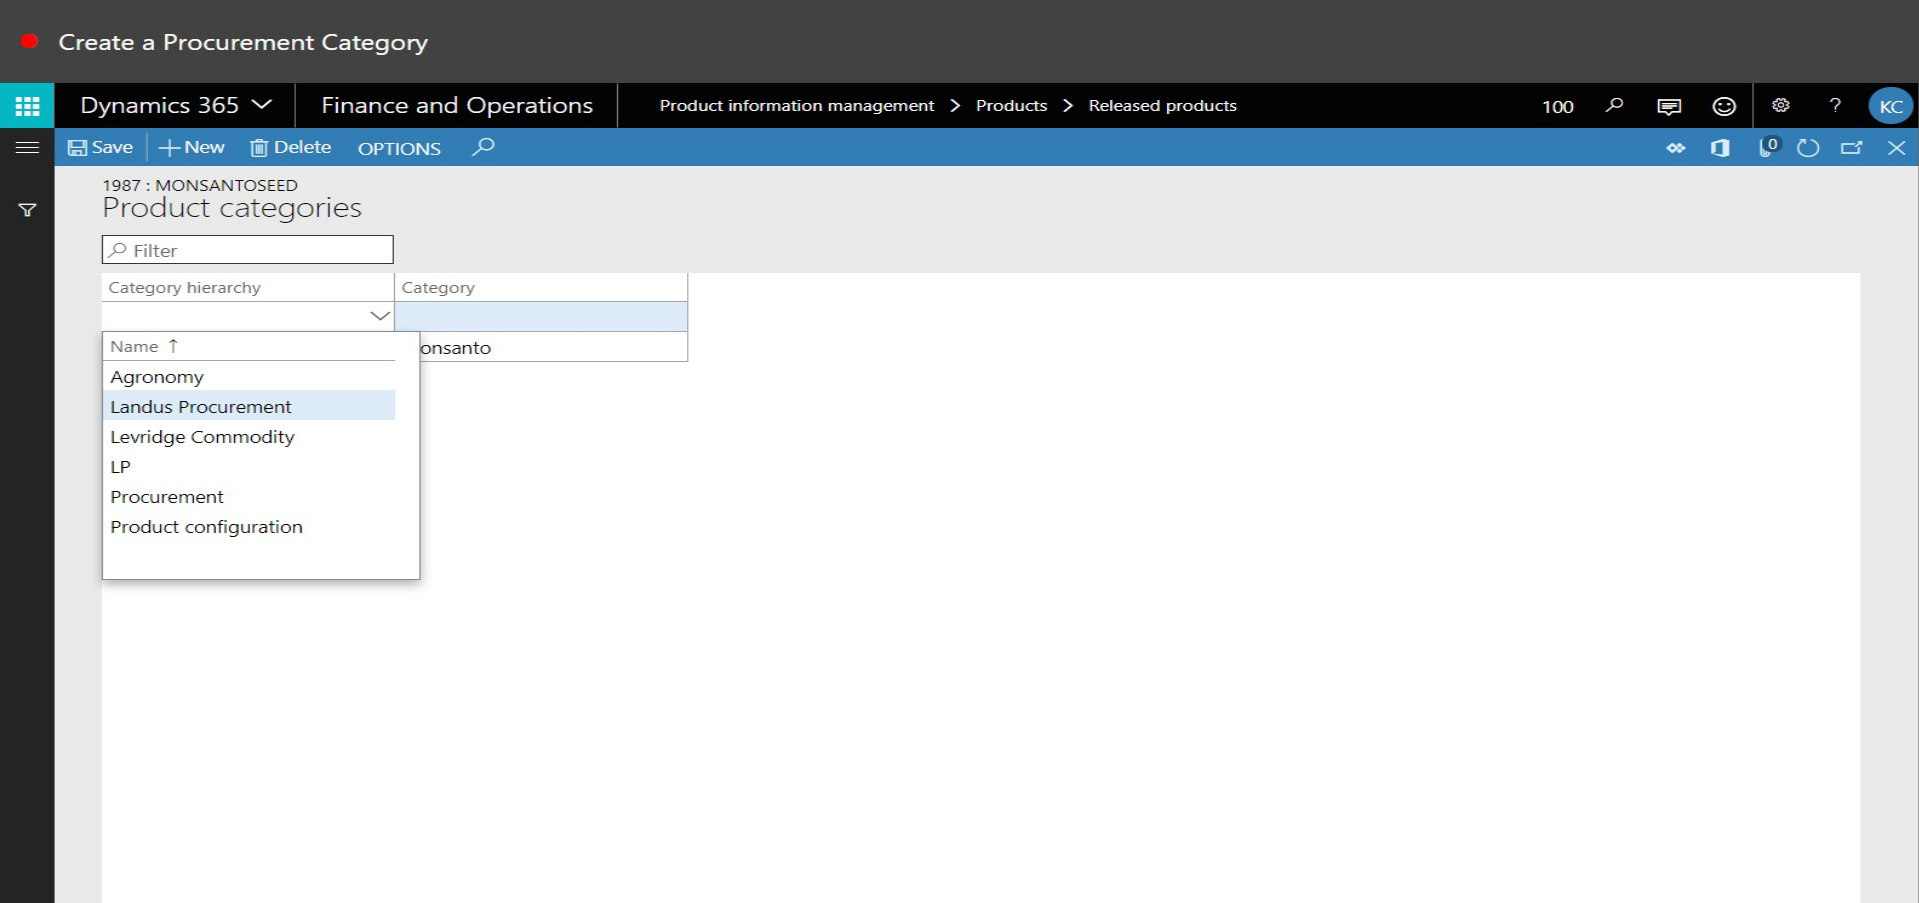 Create a Procurement Category
Dynamics 365 Finance and Operations Product information management > Products > Released products 100 ? KC
Save New Delete OPTIONS 0
1987 : MONSANTOSEED
Product categories
Filter
Category hierarchy Category
Name ↑
onsanto
Agronomy
Landus Procurement
Levridge Commodity
LP
Procurement
Product configuration